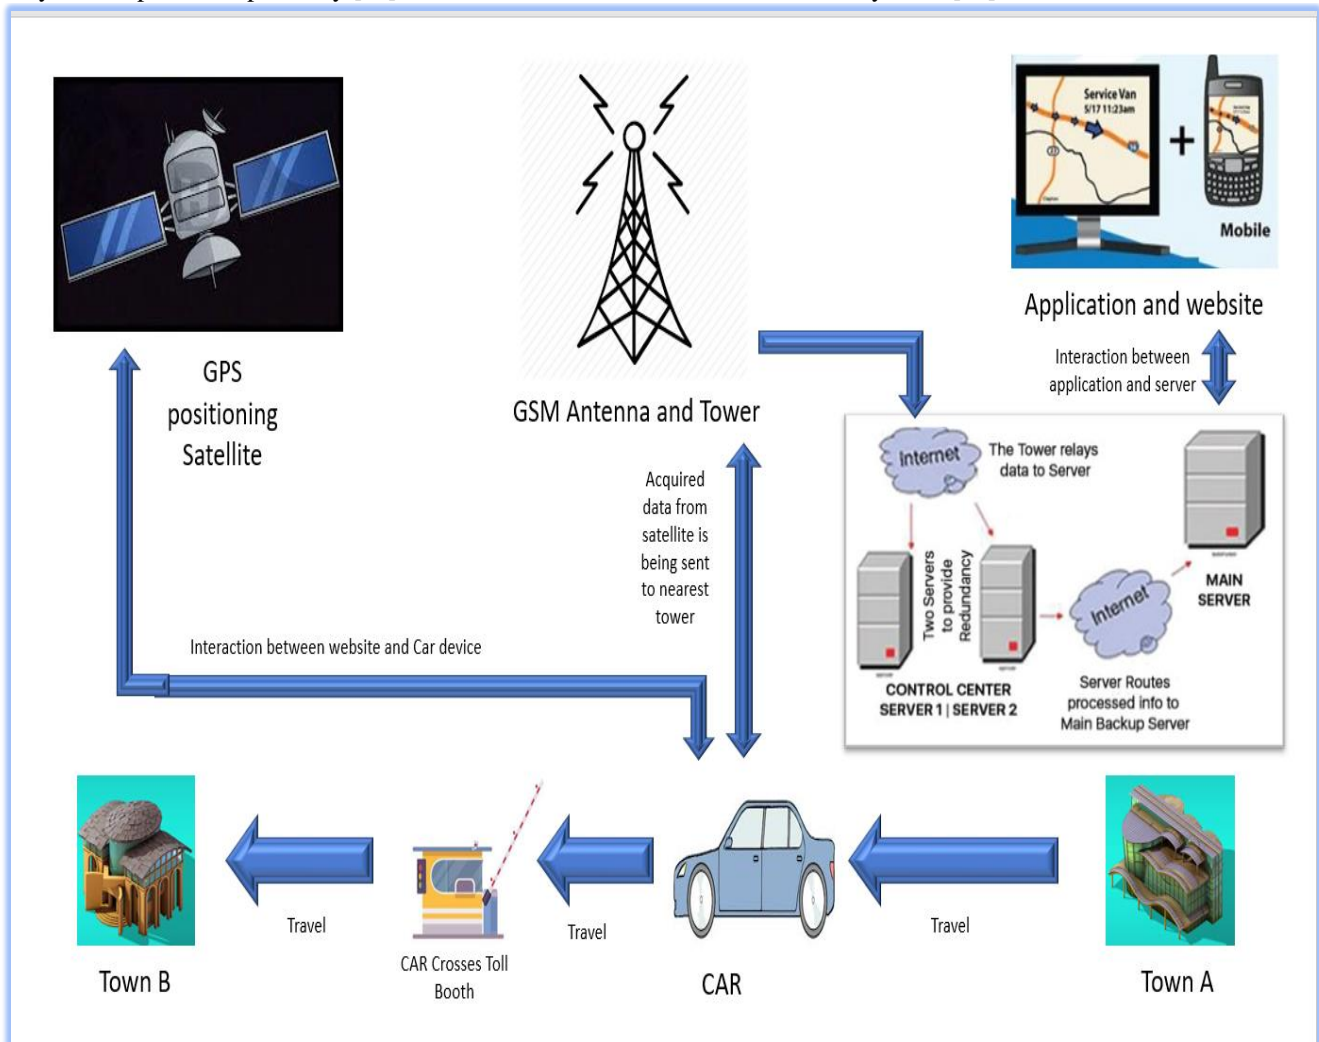 Service Van
5/17 11:23am
Mobile
Application and website
GPS
positioning
Satellite
GSM Antenna and Tower
Interaction between
application and server
Acquired
data from
satellite is
being sent
to nearest
tower
Internet
The Tower relays
data to Server
Two Servers
to provide
Redundancy
MAIN
SERVER
Internet
CONTROL CENTER
SERVER 1 | SERVER 2
Server Routes
processed info to
Main Backup Server
Interaction between website and Car device
Travel
Travel
Travel
CAR Crosses Toll
Booth
Town B
CAR
Town A